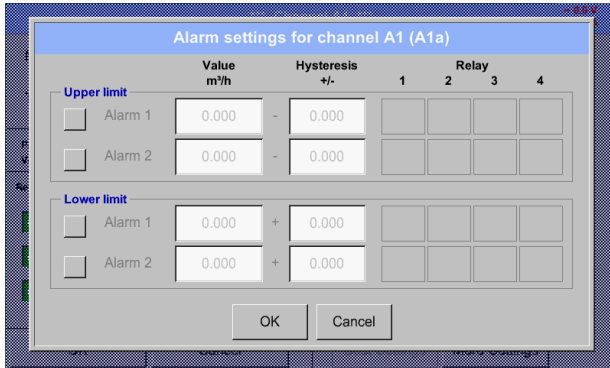 Alarm settings for channel A1 (A1a)
Value Hysteresis Relay
m³/h +/- 1 2 3 4
Upper limit
Alarm 1 0.000 - 0.000
Alarm 2 0.000 - 0.000
Lower limit
Alarm 1 0.000 + 0.000
Alarm 2 0.000 + 0.000
OK Cancel